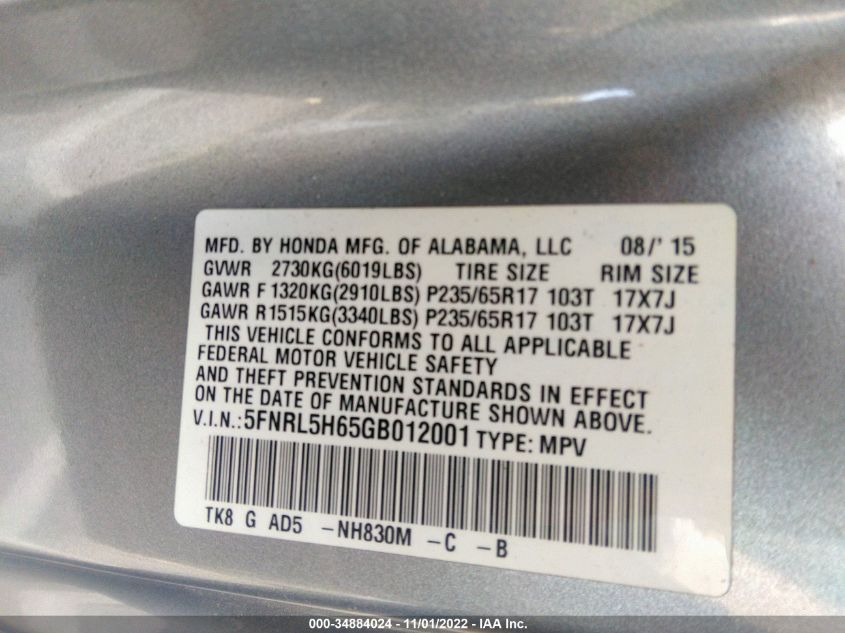 MFD. BY HONDA MFG. OF ALABAMA, LLC 08/' 15
GVWR 2730KG(6019LBS) TIRE SIZE RIM SIZE
GAWR F 1320KG(2910LBS) P235/65R17 103T 17X7J
GAWR R1515KG(3340LBS) P235/65R17 103T 17X7J
THIS VEHICLE CONFORMS TO ALL APPLICABLE
FEDERAL MOTOR VEHICLE SAFETY
AND THEFT PREVENTION STANDARDS IN EFFECT
ON THE DATE OF MANUFACTURE SHOWN ABOVE.
V.I.N.: 5FNRL5H65GB012001 TYPE: MPV
TK8 G AD5 -NH830M -C -B
000-34884024 - 11/01/2022 - IAA Inc.